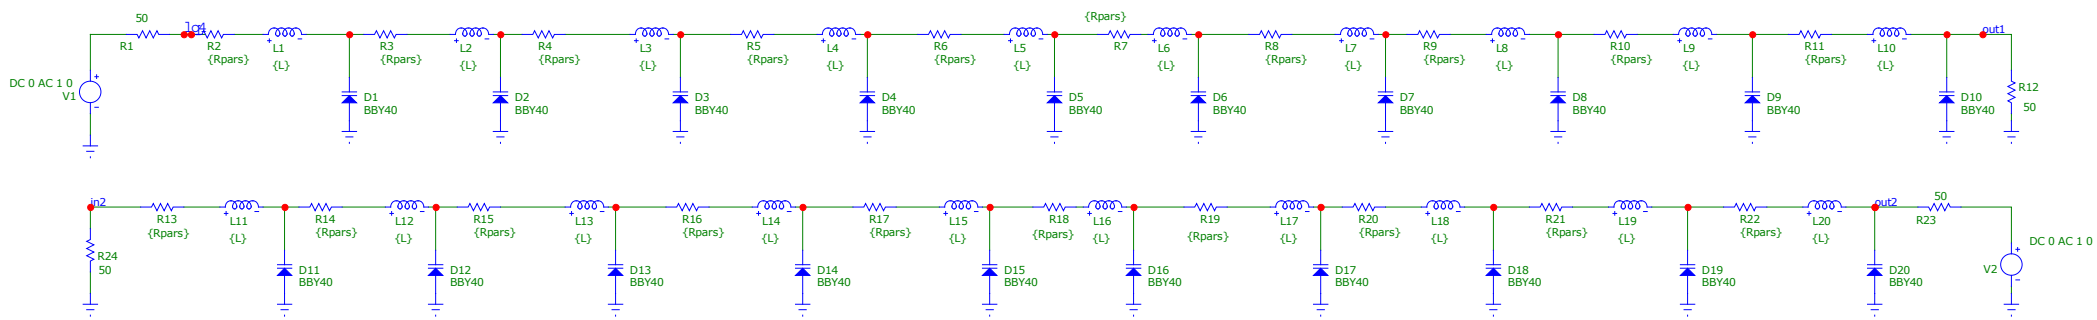 50
R1
R2
{Rpars}
L1
{L}
R3
{Rpars}
L2
{L}
R4
{Rpars}
L3
{L}
R5
{Rpars}
L4
{L}
R6
{Rpars}
L5
{L}
{Rpars}
R7
L6
{L}
R8
{Rpars}
L7
{L}
R9
{Rpars}
L8
{L}
R10
{Rpars}
L9
{L}
R11
{Rpars}
L10
{L}
out1
DC 0 AC 1 0
V1
D1
BBY40
D2
BBY40
D3
BBY40
D4
BBY40
D5
BBY40
D6
BBY40
D7
BBY40
D8
BBY40
D9
BBY40
D10
BBY40
R12
50
in2
R13
{Rpars}
L11
{L}
R14
{Rpars}
L12
{L}
R15
{Rpars}
L13
{L}
R16
{Rpars}
L14
{L}
R17
{Rpars}
L15
{L}
R18
{Rpars}
L16
{L}
R19
{Rpars}
L17
{L}
R20
{Rpars}
L18
{L}
R21
{Rpars}
L19
{L}
R22
{Rpars}
L20
{L}
out2
50
R23
R24
50
D11
BBY40
D12
BBY40
D13
BBY40
D14
BBY40
D15
BBY40
D16
BBY40
D17
BBY40
D18
BBY40
D19
BBY40
D20
BBY40
DC 0 AC 1 0
V2